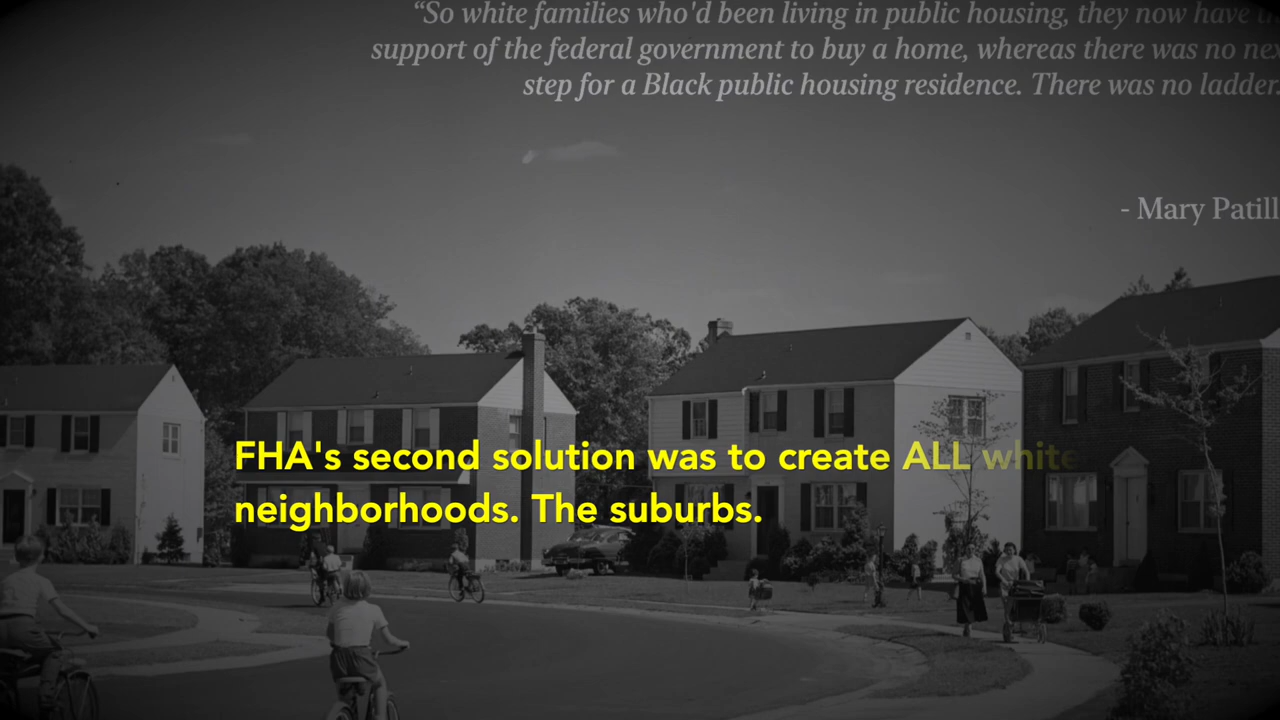 “So white families who'd been living in public housing, they now have
support of the federal government to buy a home, whereas there was no
step for a Black public housing residence. There was no ladder.
- Mary Patill
FHA's second solution was to create ALL white
neighborhoods. The suburbs.